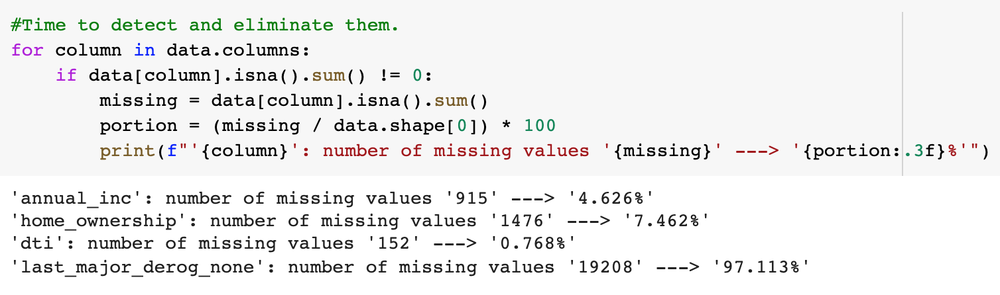 #Time to detect and eliminate them.
for column in data.columns:
    if data[column].isna().sum() != 0:
        missing = data[column].isna().sum()
        portion = (missing / data.shape[0]) * 100
        print(f"'{column}': number of missing values '{missing}' ---> '{portion:.3f}%'")
'annual_inc': number of missing values '915' ---> '4.626%'
'home_ownership': number of missing values '1476' ---> '7.462%'
'dti': number of missing values '152' ---> '0.768%'
'last_major_derog_none': number of missing values '19208' ---> '97.113%'